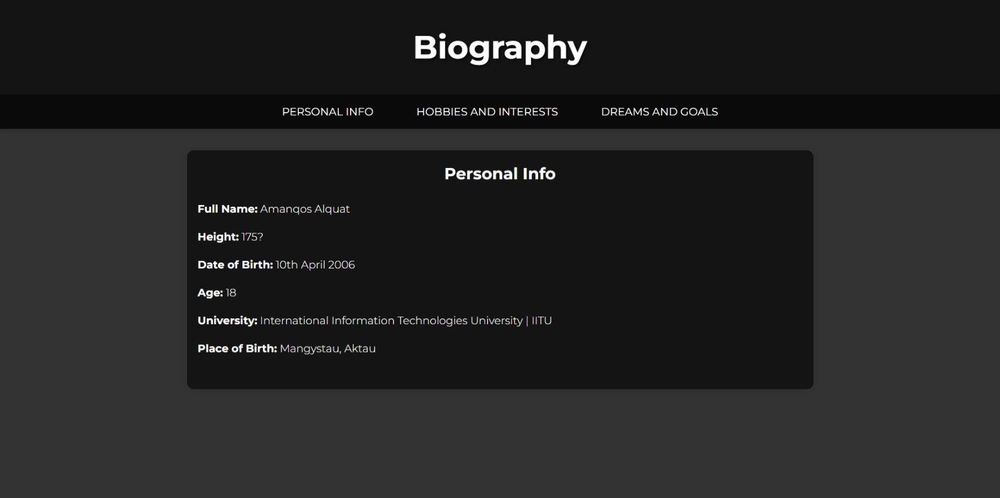 Biography
PERSONAL INFO HOBBIES AND INTERESTS DREAMS AND GOALS
Personal Info
Full Name: Amanqos Alquat
Height: 175?
Date of Birth: 10th April 2006
Age: 18
University: International Information Technologies University | IITU
Place of Birth: Mangystau, Aktau